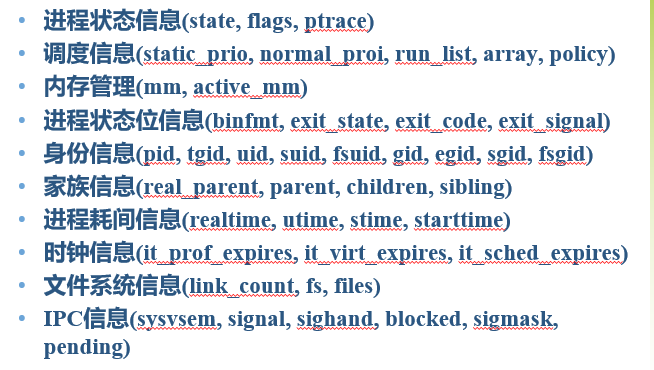 • 进程状态信息(state, flags, ptrace)
• 调度信息(static_prio, normal_proi, run_list, array, policy)
• 内存管理(mm, active_mm)
• 进程状态位信息(binfmt, exit_state, exit_code, exit_signal)
• 身份信息(pid, tgid, uid, suid, fsuid, gid, egid, sgid, fsgid)
• 家族信息(real_parent, parent, children, sibling)
• 进程耗间信息(realtime, utime, stime, starttime)
• 时钟信息(it_prof_expires, it_virt_expires, it_sched_expires)
• 文件系统信息(link_count, fs, files)
• IPC信息(sysvsem, signal, sighand, blocked, sigmask,
pending)